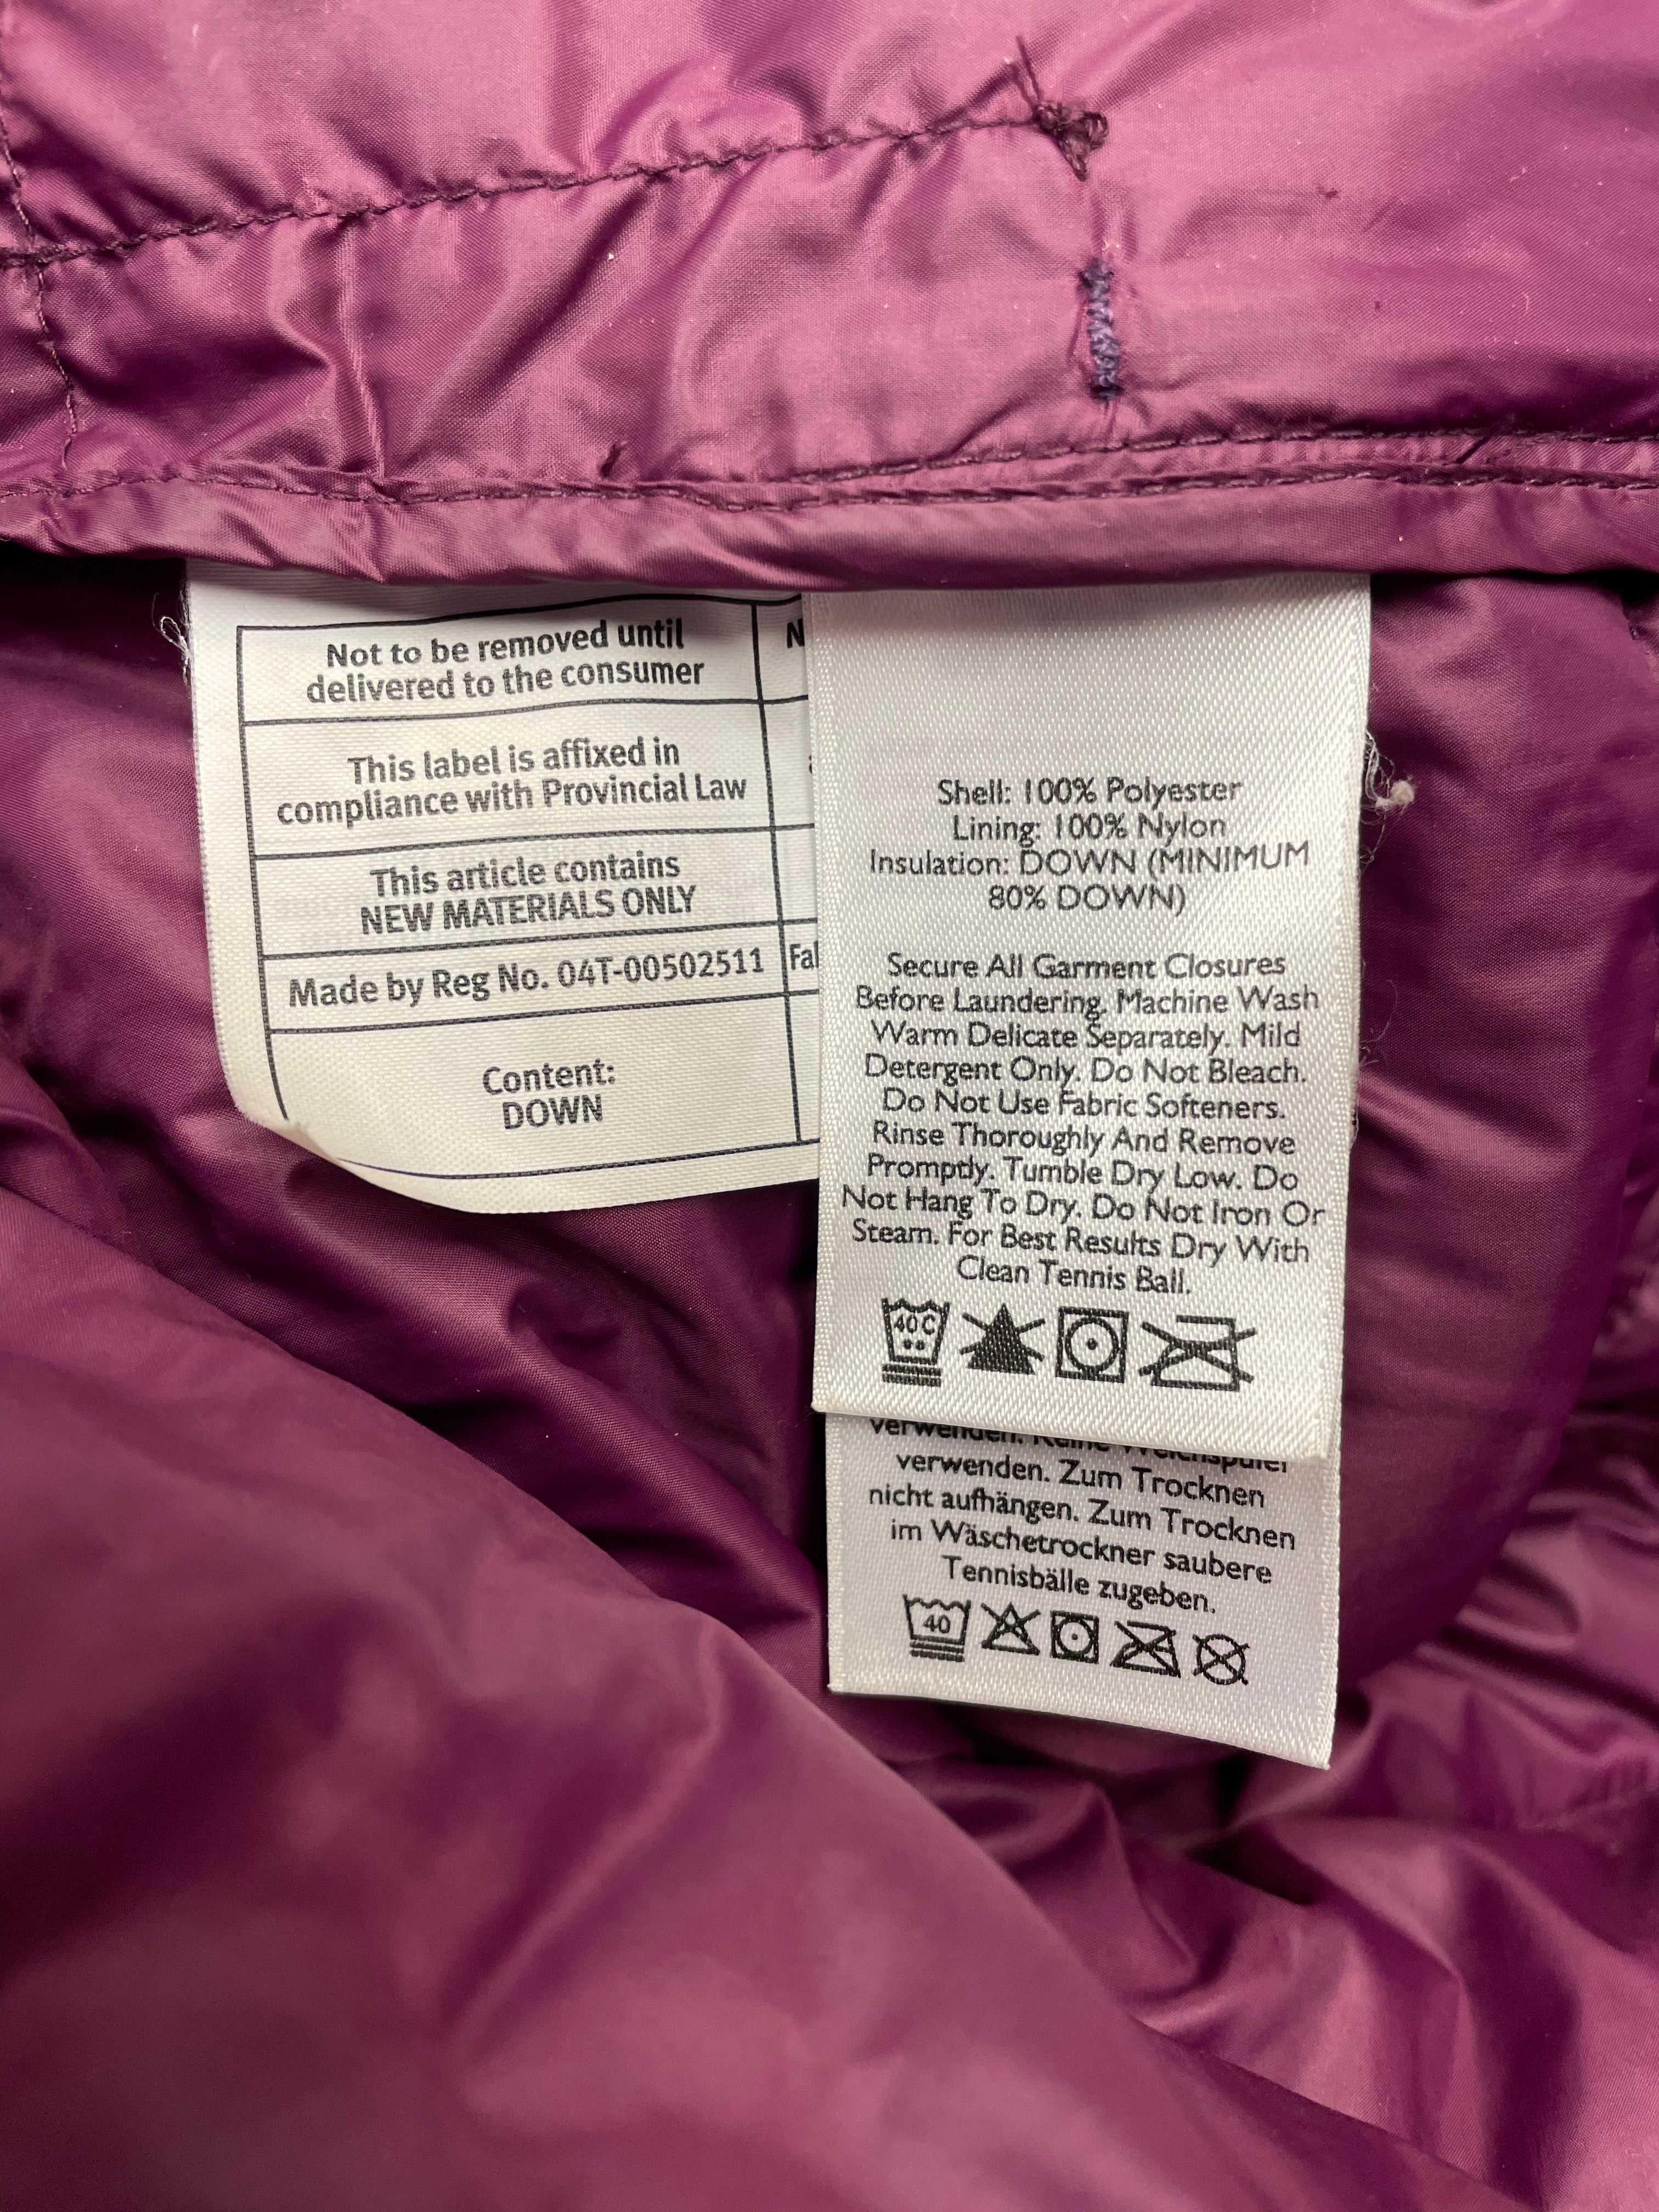 Not to be removed until
delivered to the consumer
This label is affixed in
compliance with Provincial Law
This article contains
NEW MATERIALS ONLY
Made by Reg No. 04T-00502511
Content:
DOWN
Shell: 100% Polyester
Lining: 100% Nylon
Insulation: DOWN (MINIMUM
80% DOWN)
Secure All Garment Closures
Before Laundering. Machine Wash
Warm Delicate Separately. Mild
Detergent Only. Do Not Bleach.
Do Not Use Fabric Softeners.
Rinse Thoroughly And Remove
Promptly. Tumble Dry Low. Do
Not Hang To Dry. Do Not Iron Or
Steam. For Best Results Dry With
Clean Tennis Ball.
40C
verwenden. Keine Weichspüler
verwenden. Zum Trocknen
nicht aufhängen. Zum Trocknen
im Wäschetrockner saubere
Tennisbälle zugeben.
40